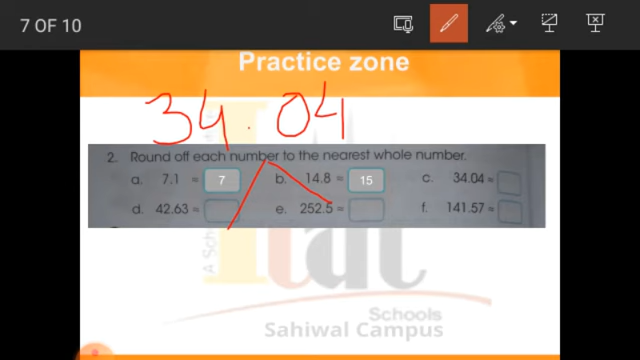 7 OF 10
Practice zone
34.04
2. Round off each number to the nearest whole number.
a. 7.1 ≈ 7 b. 14.8 ≈ 15 c. 34.04 ≈
d. 42.63 ≈ e. 252.5 ≈ f. 141.57 ≈
Schools
Sahiwal Campus